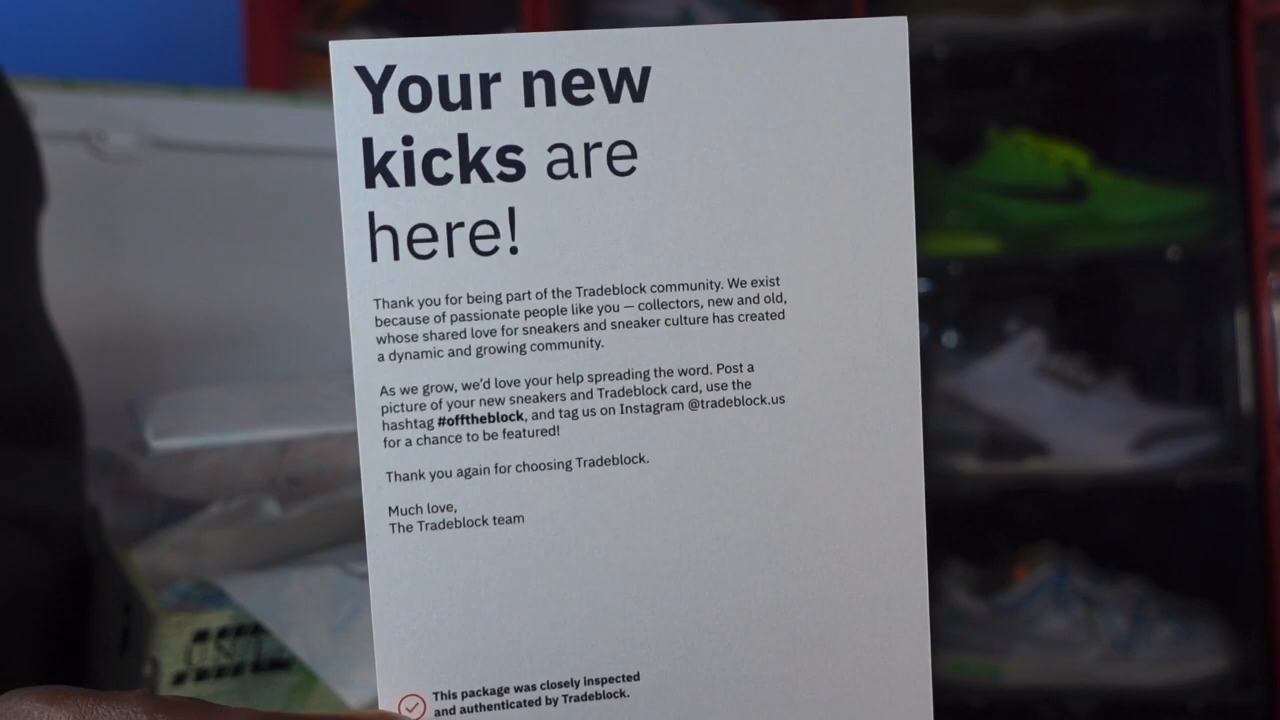 Your new
kicks are
here!
Thank you for being part of the Tradeblock community. We exist
because of passionate people like you — collectors, new and old,
whose shared love for sneakers and sneaker culture has created
a dynamic and growing community.
As we grow, we'd love your help spreading the word. Post a
picture of your new sneakers and Tradeblock card, use the
hashtag #offtheblock, and tag us on Instagram @tradeblock.us
for a chance to be featured!
Thank you again for choosing Tradeblock.
Much love,
The Tradeblock team
This package was closely inspected
and authenticated by Tradeblock.